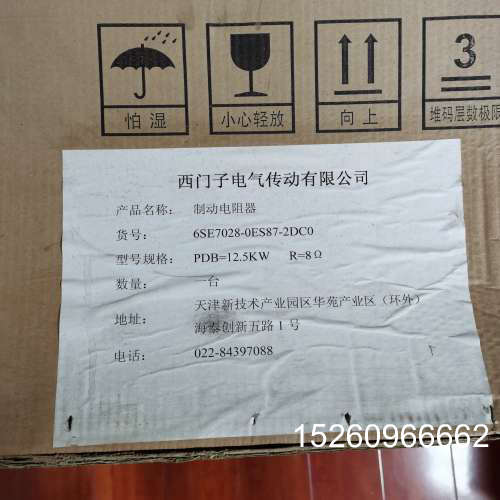 怕 湿
小心轻放
向 上
3
堆码层数极限
西门子电气传动有限公司
产品名称： 制动电阻器
货号： 6SE7028-0ES87-2DC0
型号规格： PDB=12.5KW R=8Ω
数量： 一台
地址： 天津新技术产业园区华苑产业区（环外）
海泰创新五路 1 号
电话： 022-84397088
15260966662